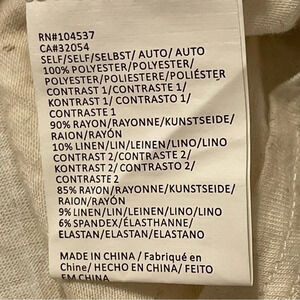 RN#104537
CA#32054
SELF/SELF/SELBST/ AUTO/ AUTO
100% POLYESTER/POLYESTER/
POLYESTER/POLIESTERE/POLIÉSTER
CONTRAST 1/CONTRASTE 1/
KONTRAST 1/ CONTRASTO 1/
CONTRASTE 1
90% RAYON/RAYONNE/KUNSTSEIDE/
RAION/RAYÓN
10% LINEN/LIN/LEINEN/LINO/LINO
CONTRAST 2/CONTRASTE 2/
KONTRAST 2/ CONTRASTO 2/
CONTRASTE 2
85% RAYON/RAYONNE/KUNSTSEIDE/
RAION/RAYÓN
9% LINEN/LIN/LEINEN/LINO/LINO
6% SPANDEX/ÉLASTHANNE/
ELASTAN/ELASTAN/ELASTANO
MADE IN CHINA / Fabriqué en
Chine/ HECHO EN CHINA/ FEITO
EM CHINA